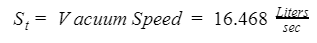 S_t = Vacuum Speed = 16.468 Liters/sec